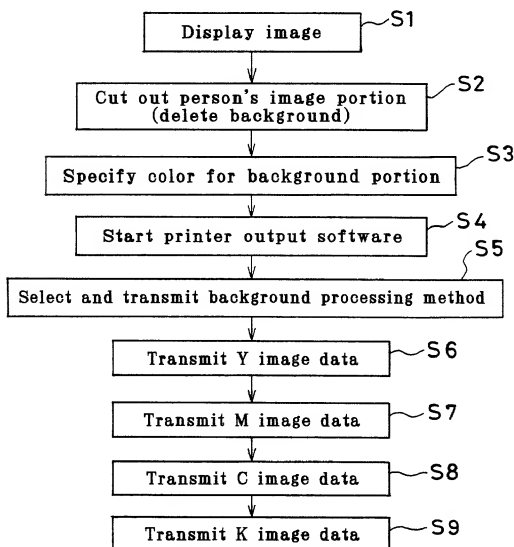 Display image
S1
Cut out person's image portion
(delete background)
S2
Specify color for background portion
S3
Start printer output software
S4
Select and transmit background processing method
S5
Transmit Y image data
S6
Transmit M image data
S7
Transmit C image data
S8
Transmit K image data
S9